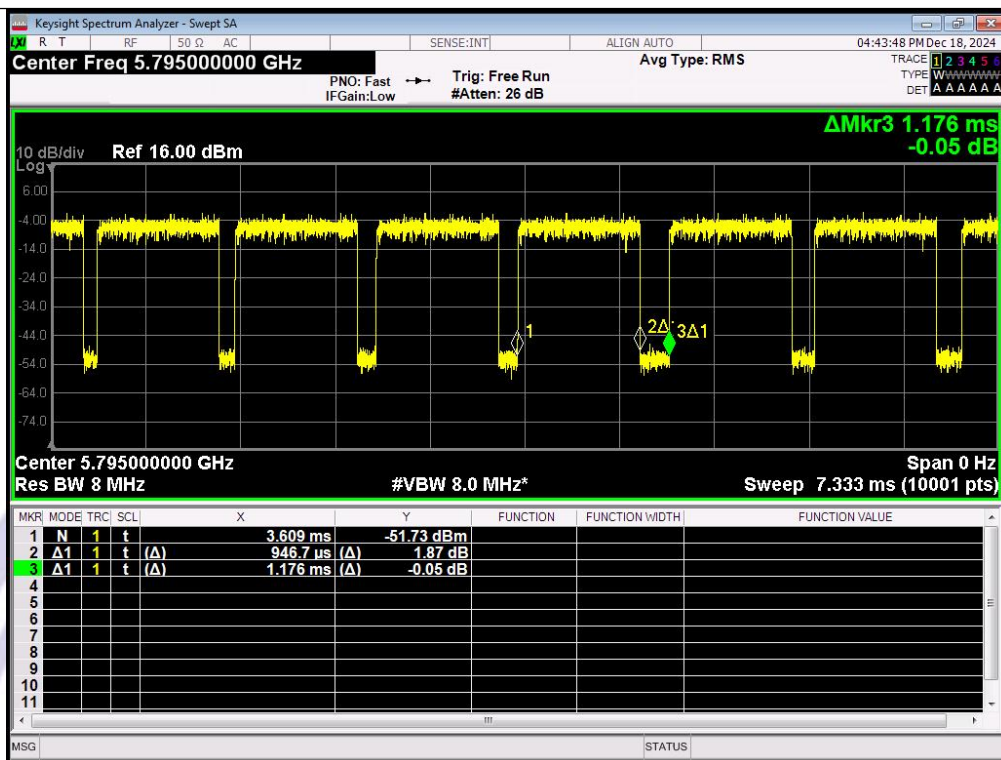 Keysight Spectrum Analyzer - Swept SA
LXI R T RF 50 Ω AC SENSE:INT ALIGN AUTO 04:43:48 PM Dec 18, 2024
Center Freq 5.795000000 GHz Avg Type: RMS TRACE 1 2 3 4 5 6
PNO: Fast Trig: Free Run TYPE WWWWWW
IFGain:Low #Atten: 26 dB DET A A A A A A
ΔMkr3 1.176 ms
10 dB/div Ref 16.00 dBm -0.05 dB
Log
6.00
-4.00
-14.0
-24.0
-34.0
-44.0
1 2Δ 3Δ1
-54.0
-64.0
-74.0
Center 5.795000000 GHz Span 0 Hz
Res BW 8 MHz #VBW 8.0 MHz* Sweep 7.333 ms (10001 pts)
MKR MODE TRC SCL X Y FUNCTION FUNCTION WIDTH FUNCTION VALUE
1 N 1 t 3.609 ms -51.73 dBm
2 Δ1 1 t (Δ) 946.7 µs (Δ) 1.87 dB
3 Δ1 1 t (Δ) 1.176 ms (Δ) -0.05 dB
4
5
6
7
8
9
10
11
MSG STATUS